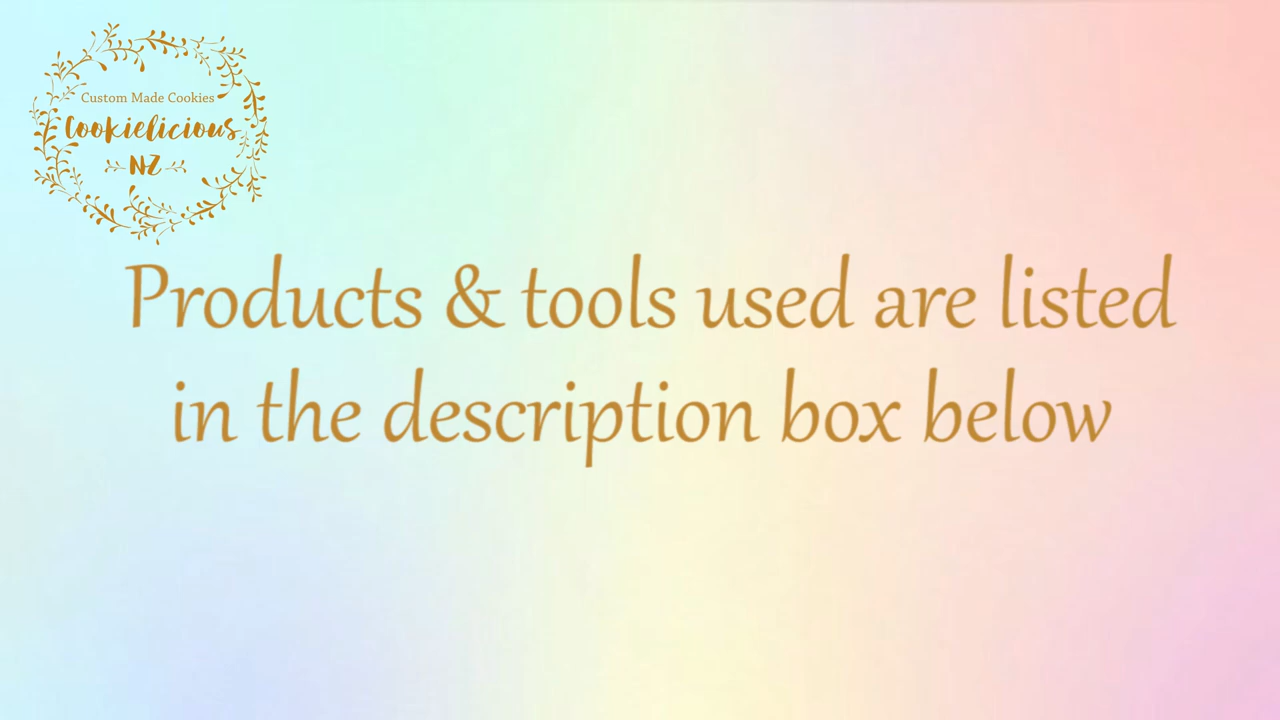 Custom Made Cookies
Cookielicious
NZ
Products & tools used are listed
in the description box below